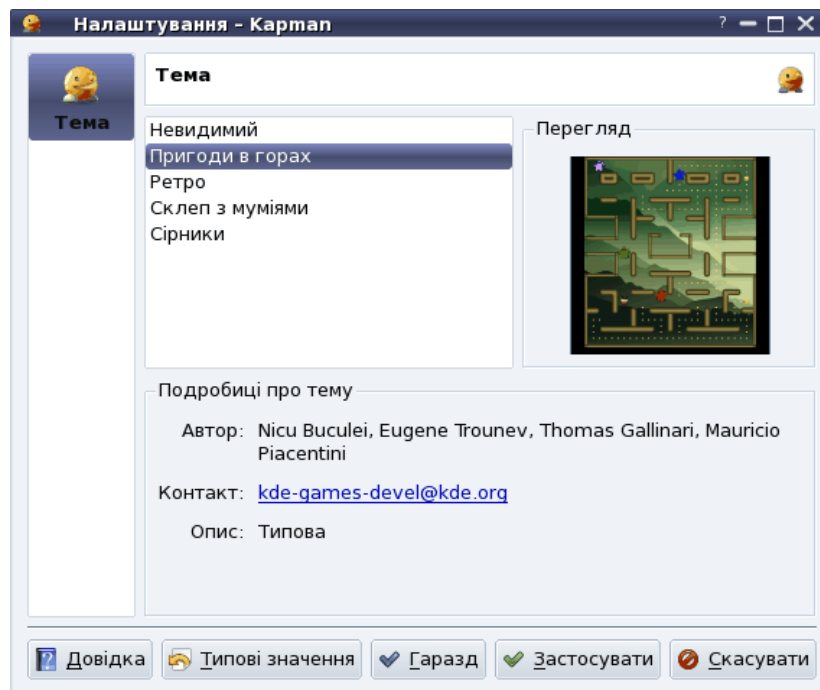 Налаштування – Kapman
?
Тема
Тема
Невидимий
Пригоди в горах
Ретро
Склеп з муміями
Сірники
Перегляд
Подробиці про тему
Автор: Nicu Buculei, Eugene Trounev, Thomas Gallinari, Mauricio
Piacentini
Контакт: kde-games-devel@kde.org
Опис: Типова
Довідка Типові значення Гаразд Застосувати Скасувати